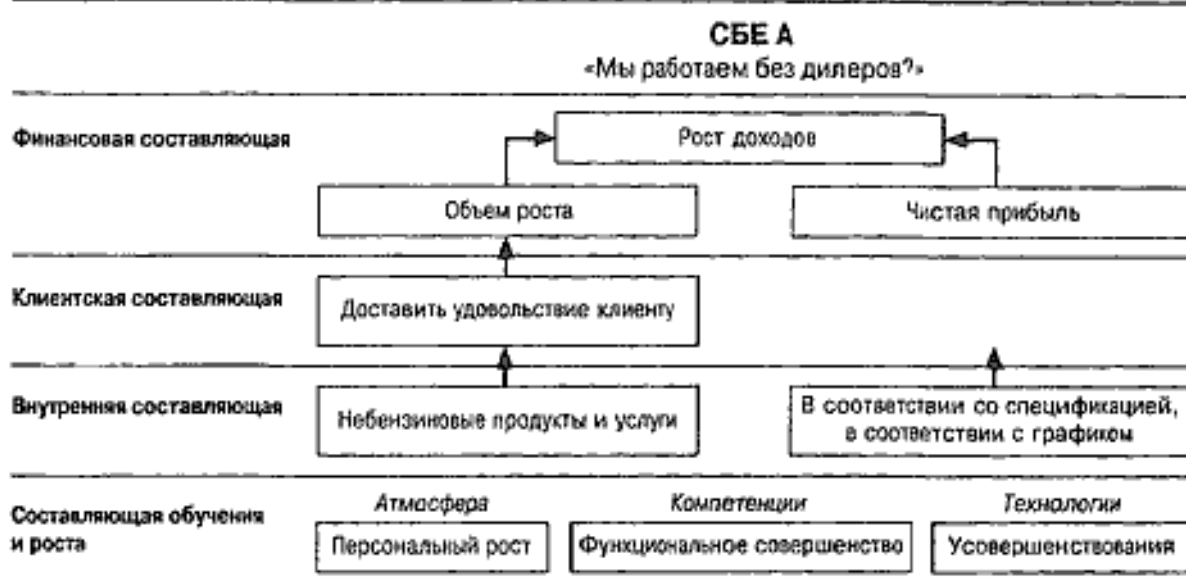 СБЕ А
«Мы работаем без дилеров?»
Финансовая составляющая
Рост доходов
Объем роста
Чистая прибыль
Клиентская составляющая
Доставить удовольствие клиенту
Внутренняя составляющая
Небензиновые продукты и услуги
В соответствии со спецификацией,
в соответствии с графиком
Составляющая обучения
и роста
Атмосфера
Компетенции
Технологии
Персональный рост
Функциональное совершенство
Усовершенствования